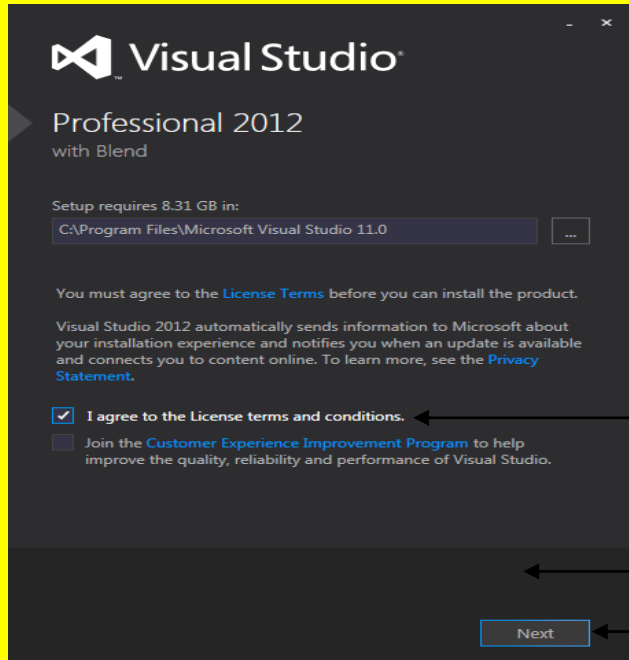 Visual Studio
Professional 2012
with Blend
Setup requires 8.31 GB in:
C:\Program Files\Microsoft Visual Studio 11.0
...
You must agree to the License Terms before you can install the product.
Visual Studio 2012 automatically sends information to Microsoft about
your installation experience and notifies you when an update is available
and connects you to content online. To learn more, see the Privacy
Statement.
I agree to the License terms and conditions.
Join the Customer Experience Improvement Program to help
improve the quality, reliability and performance of Visual Studio.
Next